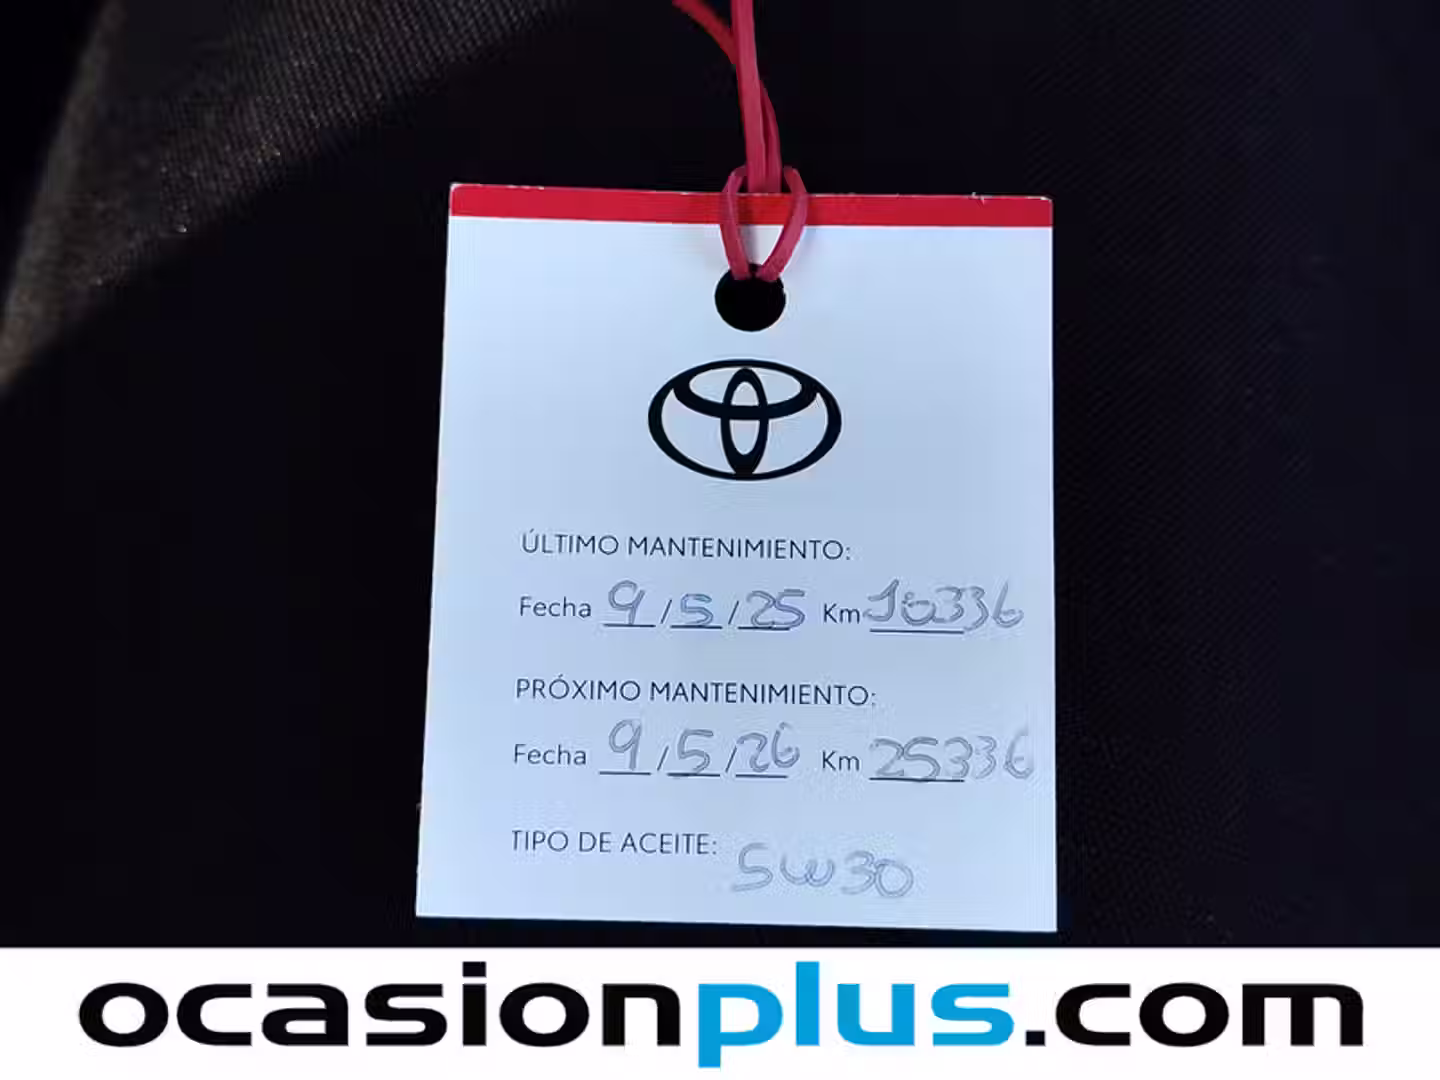 ÚLTIMO MANTENIMIENTO:
Fecha 9/5/25 Km 10336
PRÓXIMO MANTENIMIENTO:
Fecha 9/5/26 Km 25336
TIPO DE ACEITE: 5W30
ocasionplus.com